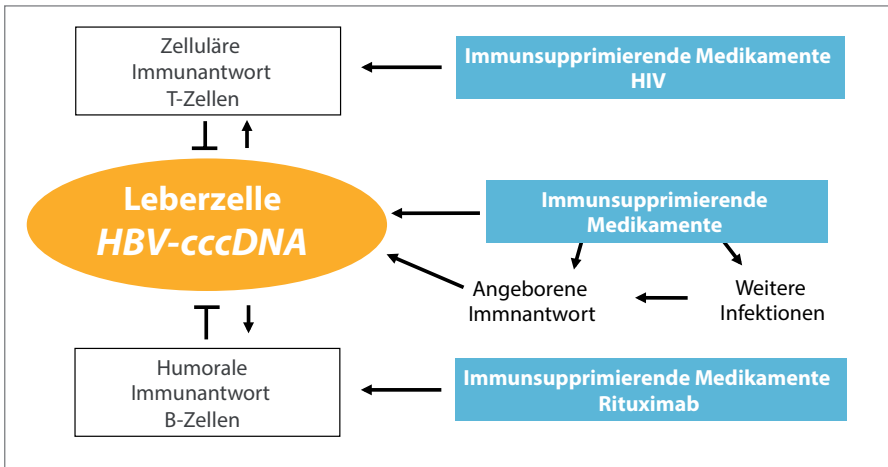 Zelluläre
Immunantwort
T-Zellen
Immunsupprimierende Medikamente
HIV
Leberzelle
HBV-cccDNA
Immunsupprimierende
Medikamente
Angeborene
Immnantwort
Weitere
Infektionen
Humorale
Immunantwort
B-Zellen
Immunsupprimierende Medikamente
Rituximab